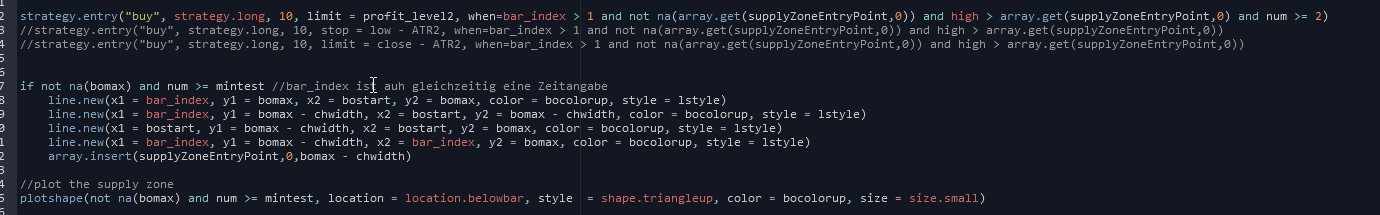 strategy.entry("buy", strategy.long, 10, limit = profit_level2, when=bar_index > 1 and not na(array.get(supplyZoneEntryPoint,0)) and high > array.get(supplyZoneEntryPoint,0) and num >= 2)
//strategy.entry("buy", strategy.long, 10, stop = low - ATR2, when=bar_index > 1 and not na(array.get(supplyZoneEntryPoint,0)) and high > array.get(supplyZoneEntryPoint,0))
//strategy.entry("buy", strategy.long, 10, limit = close - ATR2, when=bar_index > 1 and not na(array.get(supplyZoneEntryPoint,0)) and high > array.get(supplyZoneEntryPoint,0))
if not na(bomax) and num >= mintest //bar_index ist auh gleichzeitig eine Zeitangabe
line.new(x1 = bar_index, y1 = bomax, x2 = bostart, y2 = bomax, color = bocolorup, style = lstyle)
line.new(x1 = bar_index, y1 = bomax - chwidth, x2 = bostart, y2 = bomax - chwidth, color = bocolorup, style = lstyle)
line.new(x1 = bostart, y1 = bomax - chwidth, x2 = bostart, y2 = bomax, color = bocolorup, style = lstyle)
line.new(x1 = bar_index, y1 = bomax - chwidth, x2 = bar_index, y2 = bomax, color = bocolorup, style = lstyle)
array.insert(supplyZoneEntryPoint,0,bomax - chwidth)
//plot the supply zone
plotshape(not na(bomax) and num >= mintest, location = location.belowbar, style = shape.triangleup, color = bocolorup, size = size.small)